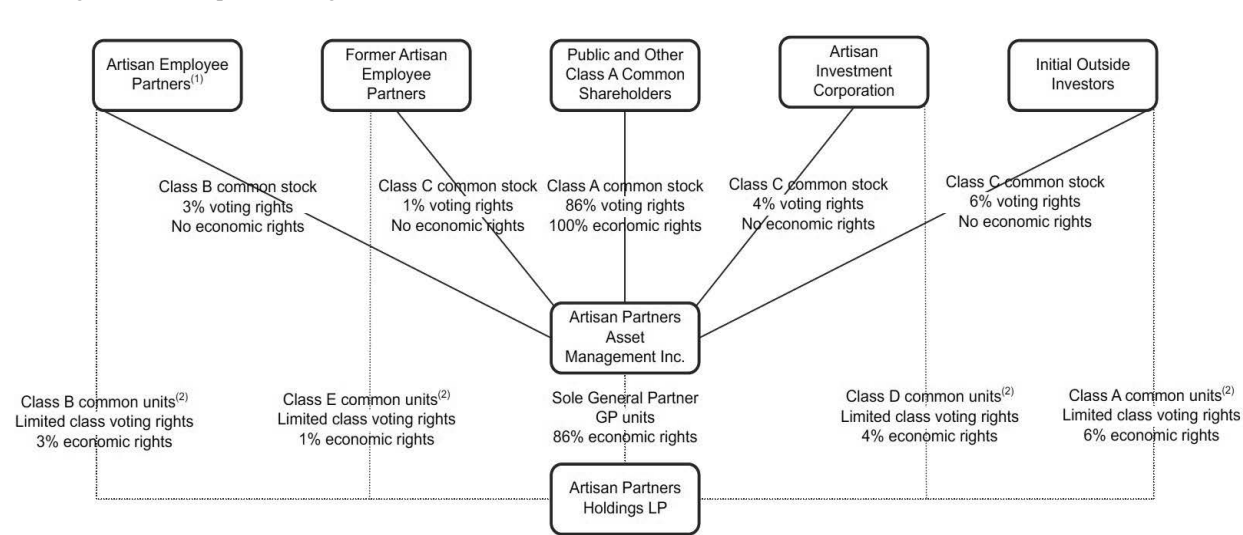 Artisan Employee
Partners(1)
Former Artisan
Employee
Partners
Public and Other
Class A Common
Shareholders
Artisan
Investment
Corporation
Initial Outside
Investors
Class B common stock
3% voting rights
No economic rights
Class C common stock
1% voting rights
No economic rights
Class A common stock
86% voting rights
100% economic rights
Class C common stock
4% voting rights
No economic rights
Class C common stock
6% voting rights
No economic rights
Artisan Partners
Asset
Management Inc.
Class B common units(2)
Limited class voting rights
3% economic rights
Class E common units(2)
Limited class voting rights
1% economic rights
Sole General Partner
GP units
86% economic rights
Class D common units(2)
Limited class voting rights
4% economic rights
Class A common units(2)
Limited class voting rights
6% economic rights
Artisan Partners
Holdings LP